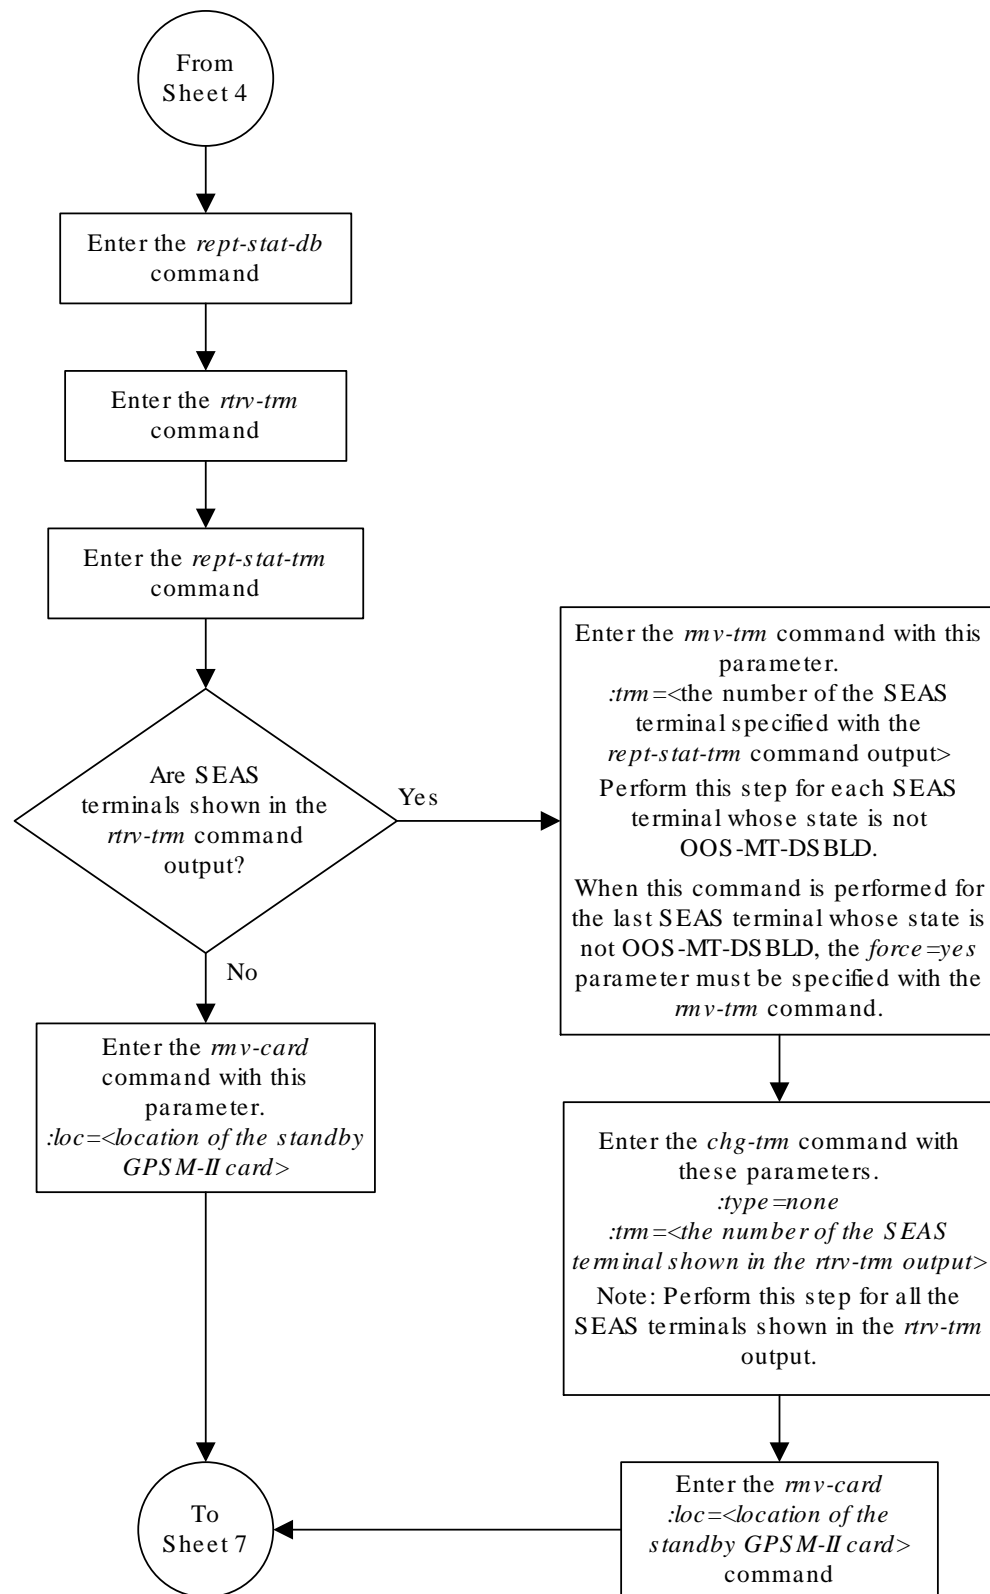 From
Sheet 4
Enter the rept-stat-db
command
Enter the rtrv-trm
command
Enter the rept-stat-trm
command
Are SEAS
terminals shown in the
rtrv-trm command
output?
Yes
No
Enter the rmv-trm command with this
parameter.
:trm=<the number of the SEAS
terminal specified with the
rept-stat-trm command output>
Perform this step for each SEAS
terminal whose state is not
OOS-MT-DSBLD.
When this command is performed for
the last SEAS terminal whose state is
not OOS-MT-DSBLD, the force=yes
parameter must be specified with the
rmv-trm command.
Enter the rmv-card
command with this
parameter.
:loc=<location of the standby
GPSM-II card>
Enter the chg-trm command with
these parameters.
:type=none
:trm=<the number of the SEAS
terminal shown in the rtrv-trm output>
Note: Perform this step for all the
SEAS terminals shown in the rtrv-trm
output.
Enter the rmv-card
:loc=<location of the
standby GPSM-II card>
command
To
Sheet 7